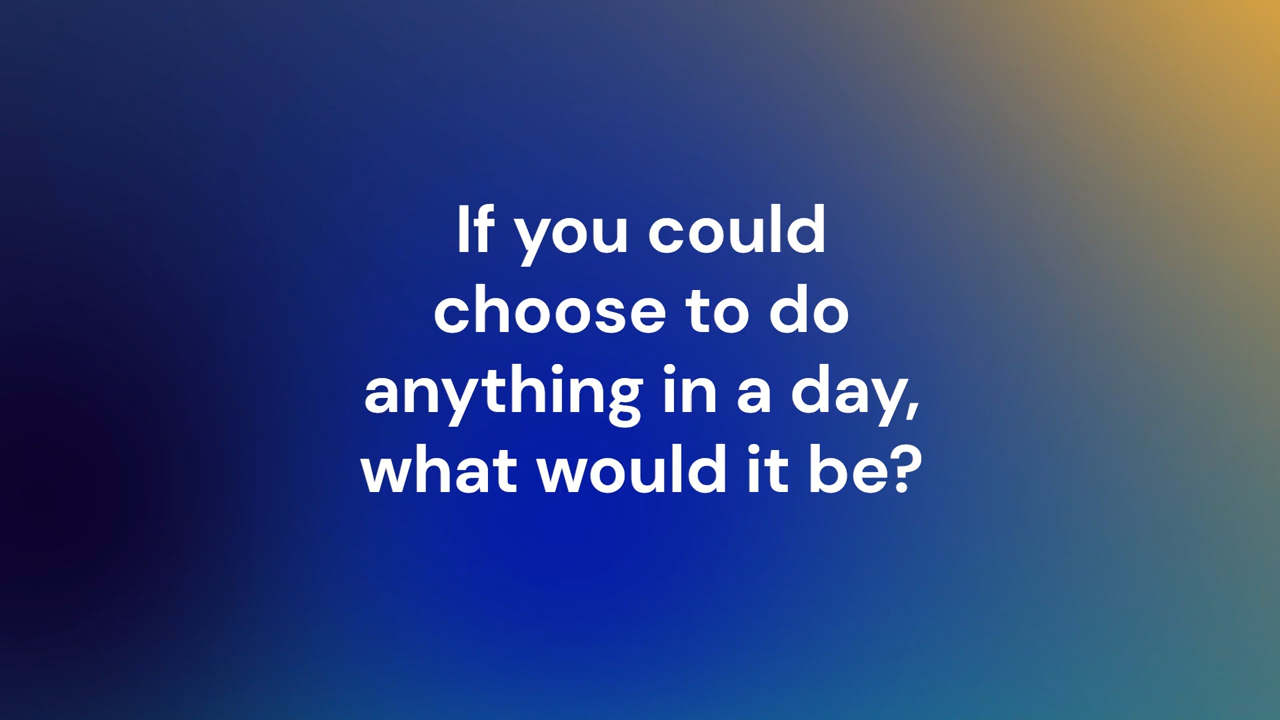 If you could
choose to do
anything in a day,
what would it be?